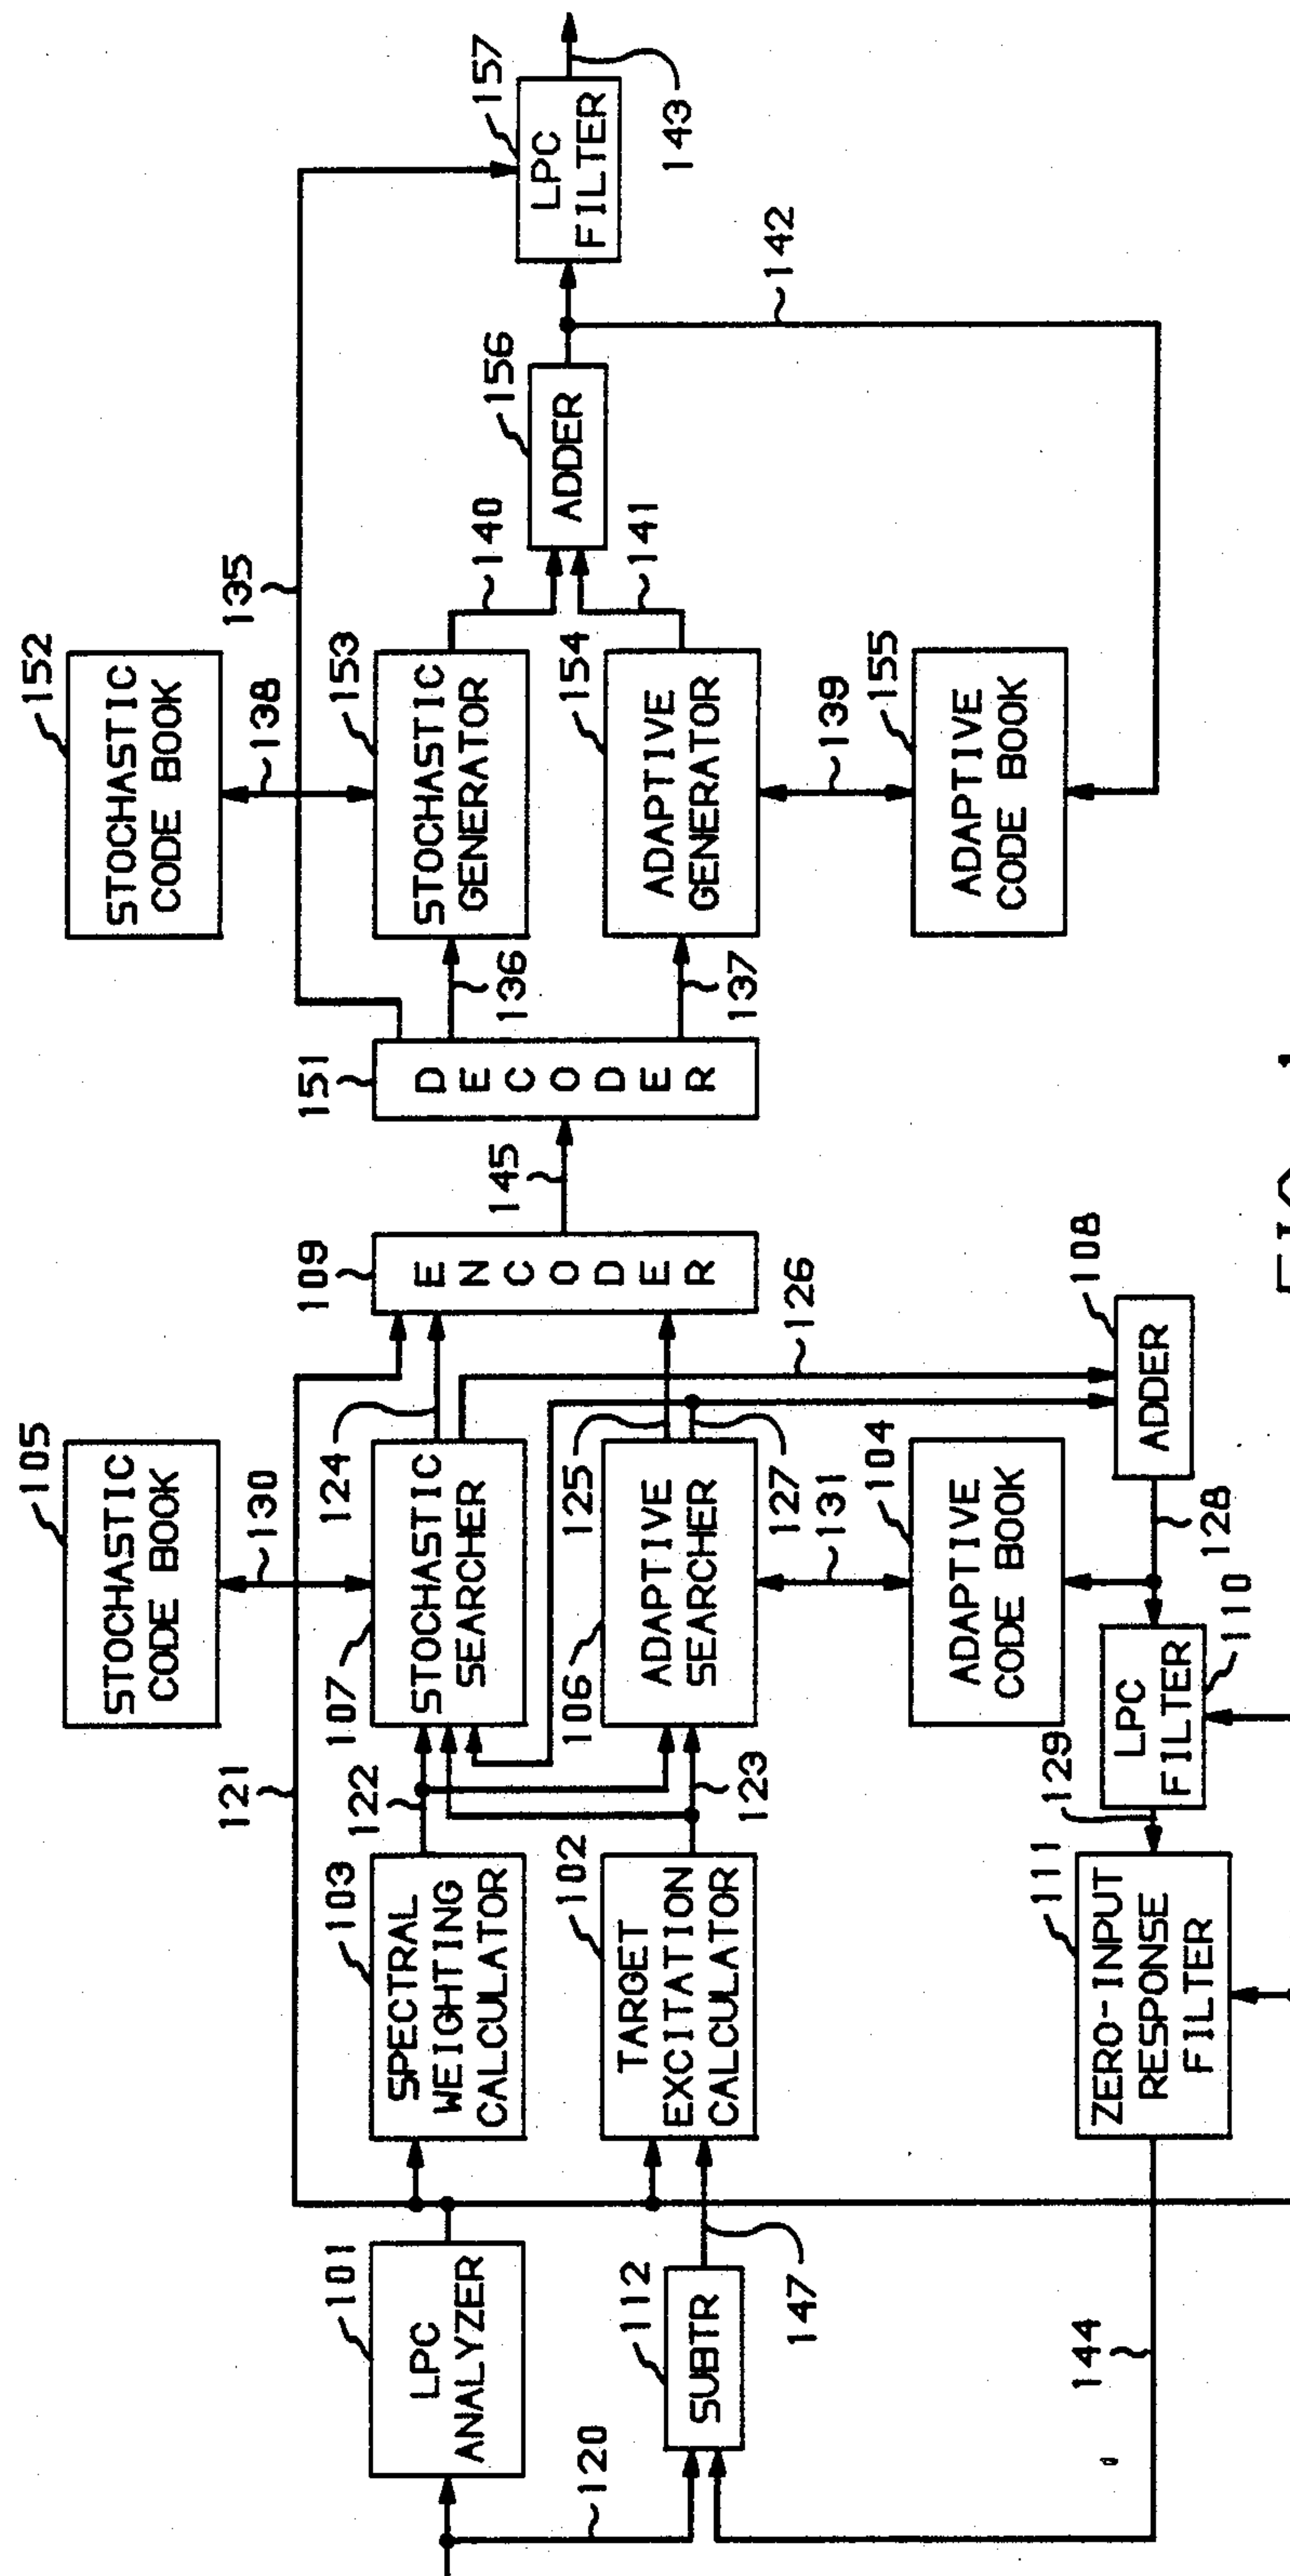 101
LPC
ANALYZER
120
112
SUBTR
147
144
121
103
SPECTRAL
WEIGHTING
CALCULATOR
122
102
TARGET
EXCITATION
CALCULATOR
123
111
ZERO-INPUT
RESPONSE
FILTER
129
LPC
FILTER
110
105
STOCHASTIC
CODE BOOK
130
107
STOCHASTIC
SEARCHER
124
106
ADAPTIVE
SEARCHER
125
127
131
104
ADAPTIVE
CODE BOOK
128
108
ADDER
126
109
ENCODER
145
151
DECODER
135
136
137
152
STOCHASTIC
CODE BOOK
138
153
STOCHASTIC
GENERATOR
140
154
ADAPTIVE
GENERATOR
141
139
155
ADAPTIVE
CODE BOOK
156
ADDER
142
157
LPC
FILTER
143